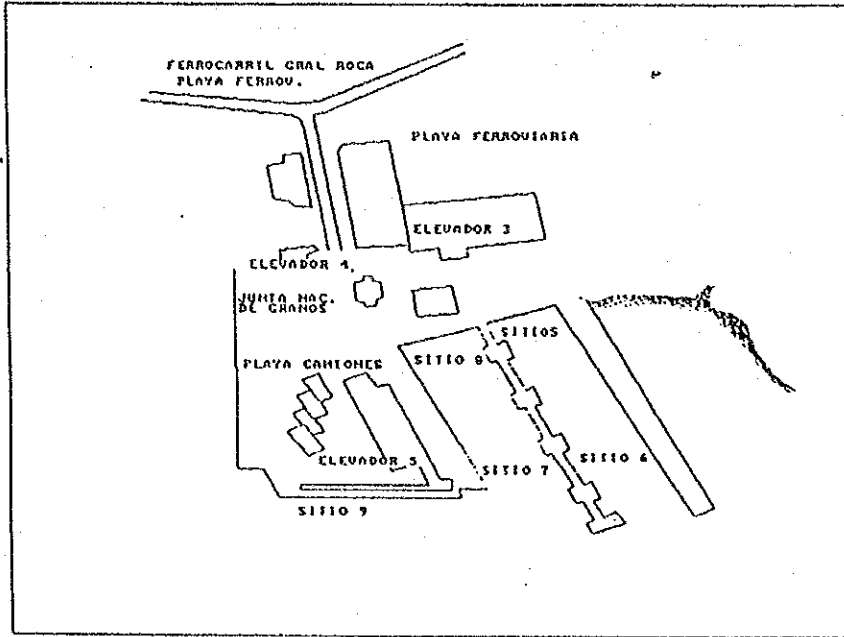 FERROCARRIL GRAL ROCA
PLAYA FERROV.
PLAYA FERROVIARIA
ELEVADOR 3
ELEVADOR 4,
JUNTA NAC.
DE GRANOS
SITIO5
SITIO 8
PLAYA CAMIONES
ELEVADOR 5
SITIO 7
SITIO 6
SITIO 9